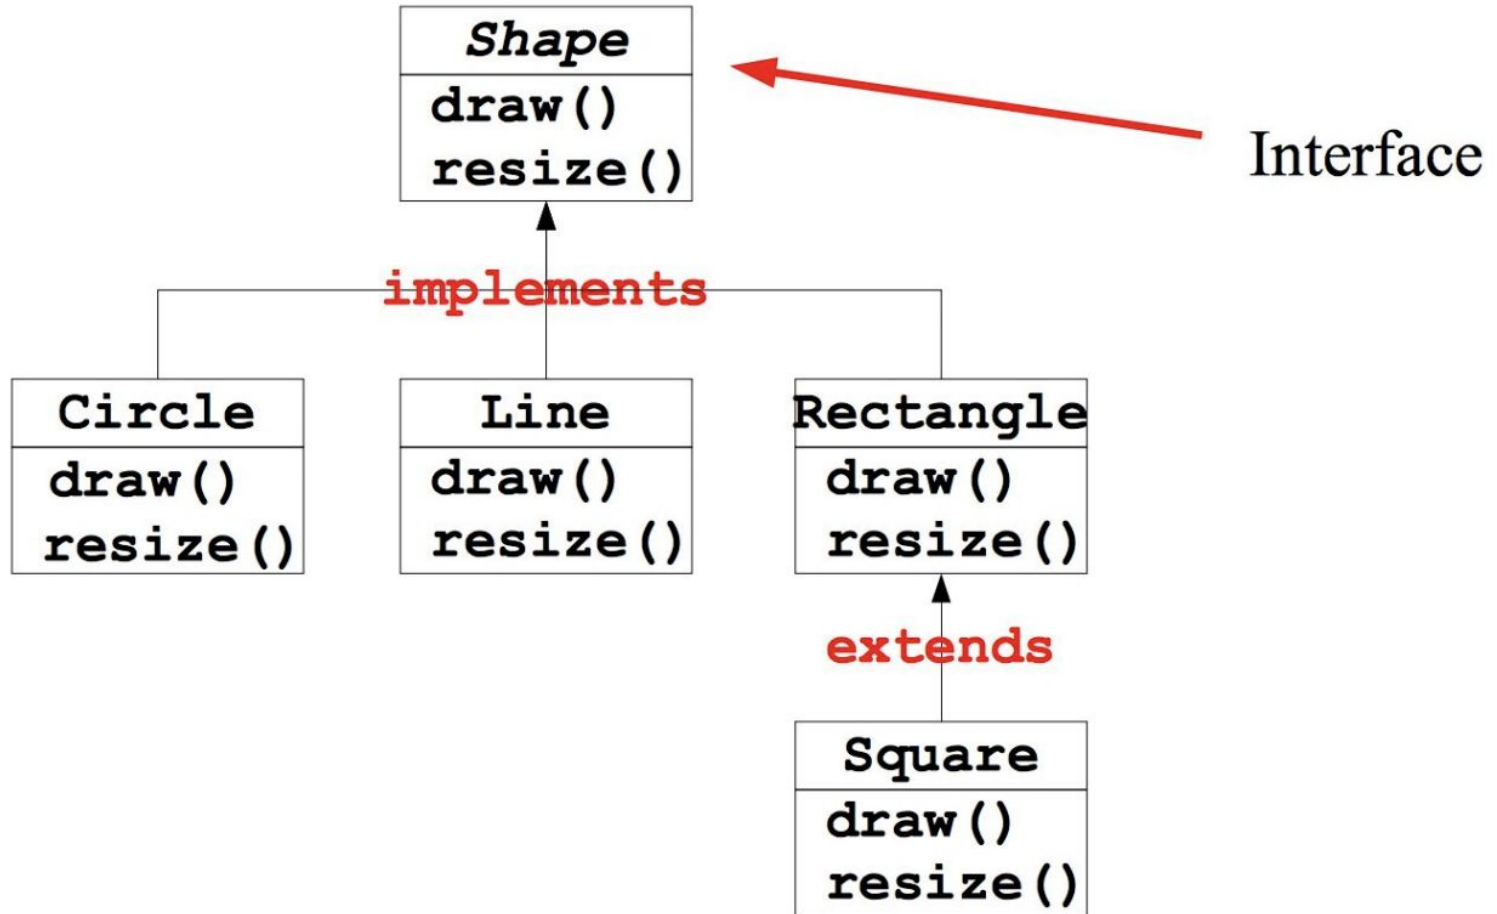 Shape
draw()
resize()
Interface
implements
Circle
draw()
resize()
Line
draw()
resize()
Rectangle
draw()
resize()
extends
Square
draw()
resize()